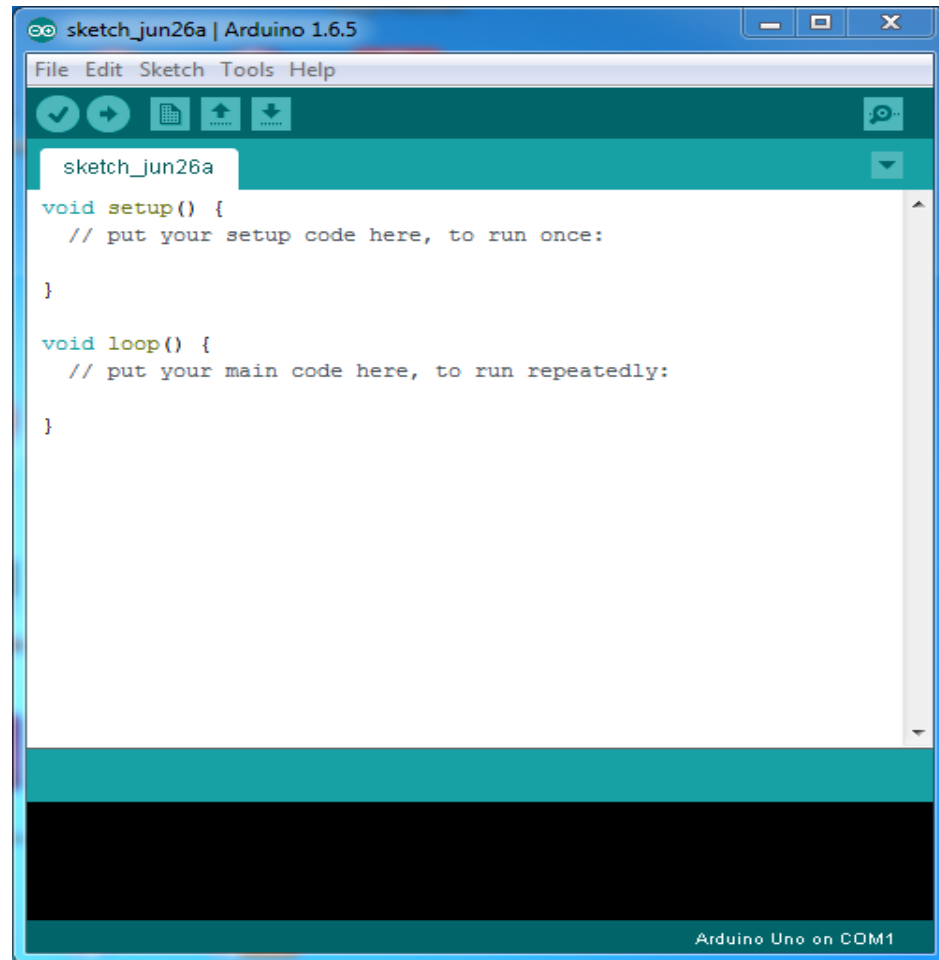 sketch_jun26a | Arduino 1.6.5
File Edit Sketch Tools Help
sketch_jun26a
void setup() {
  // put your setup code here, to run once:

}

void loop() {
  // put your main code here, to run repeatedly:

}
Arduino Uno on COM1